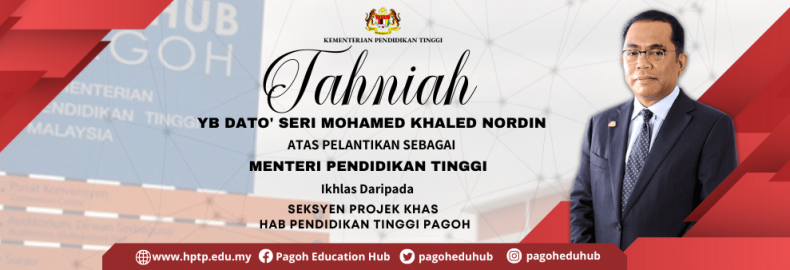 HUB
PAGOH
KEMENTERIAN
PENDIDIKAN TINGGI
MALAYSIA
KEMENTERIAN PENDIDIKAN TINGGI
Tahniah
YB DATO' SERI MOHAMED KHALED NORDIN
ATAS PELANTIKAN SEBAGAI
MENTERI PENDIDIKAN TINGGI
Ikhlas Daripada
SEKSYEN PROJEK KHAS
HAB PENDIDIKAN TINGGI PAGOH
www.hptp.edu.my Pagoh Education Hub pagoheduhub pagoheduhub